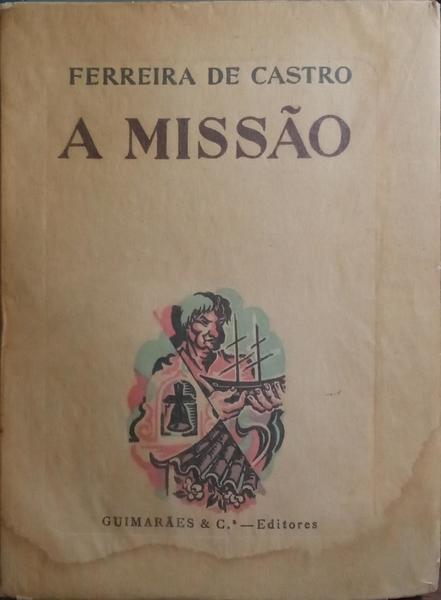 FERREIRA DE CASTRO
A MISSÃO
GUIMARÃES & C.ª — Editores